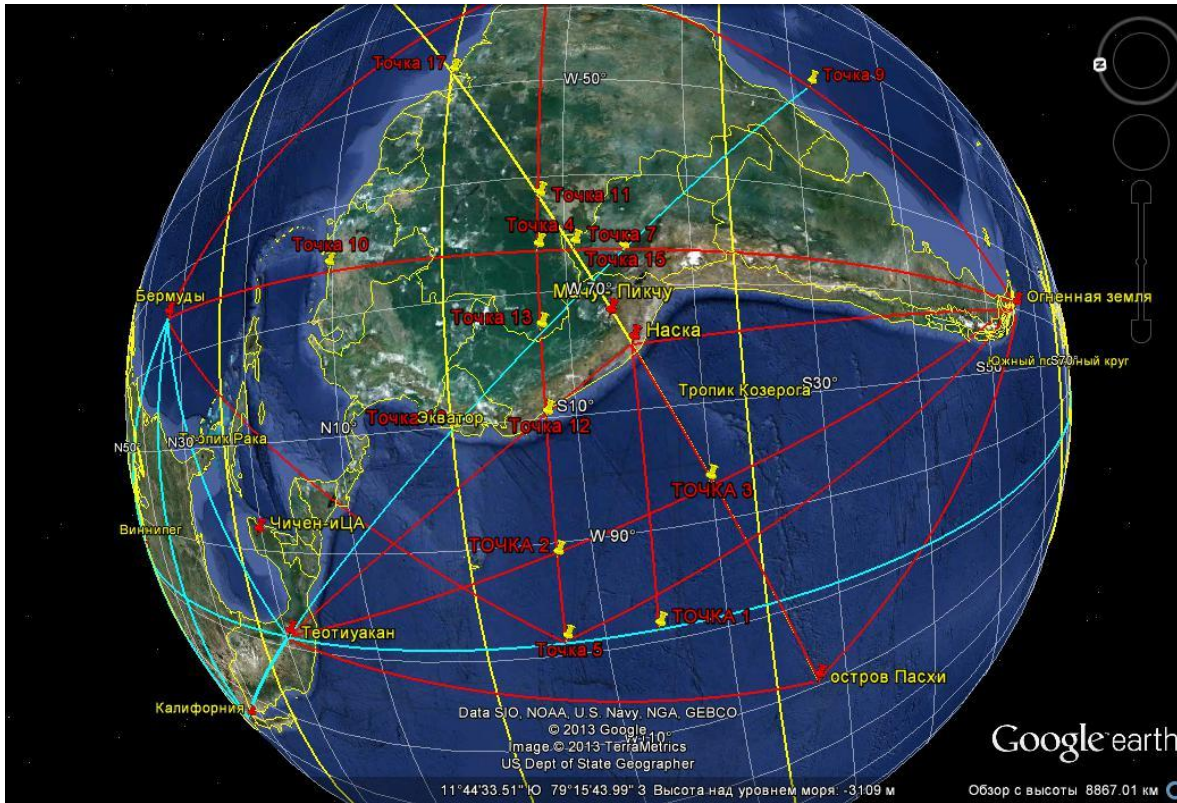 Точка 17
W-50°
Точка 9
N
Точка 11
Точка 4
Точка 7
Точка 10
Точка 15
W-70°
Бермуды
Огненная земля
Точка 13
Наска
Южный
круг
S70°
S50°
S30°
Тропик Козерога
S10°
Экватор
Точка 12
N10°
N50
N30°
Рака
ТОЧКА 3
Чичен-иЦА
Виннипег
W-90°
ТОЧКА 2
ТОЧКА 1
Теотиуакан
Точка 5
остров Пасхи
Калифорния
Data SIO, NOAA, U.S. Navy, NGA, GEBCO
© 2013 Google
Image © 2013 TerraMetrics
US Dept of State Geographer
Google earth
11°44'33.51" Ю 79°15'43.99" З Высота над уровнем моря: -3109 м
Обзор с высоты 8867.01 км